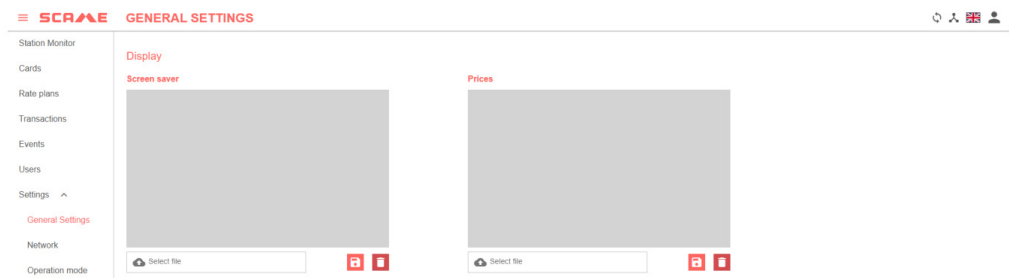 SCAME GENERAL SETTINGS
Station Monitor
Cards
Rate plans
Transactions
Events
Users
Settings
General Settings
Network
Operation mode
Display
Screen saver
Prices
Select file
Select file